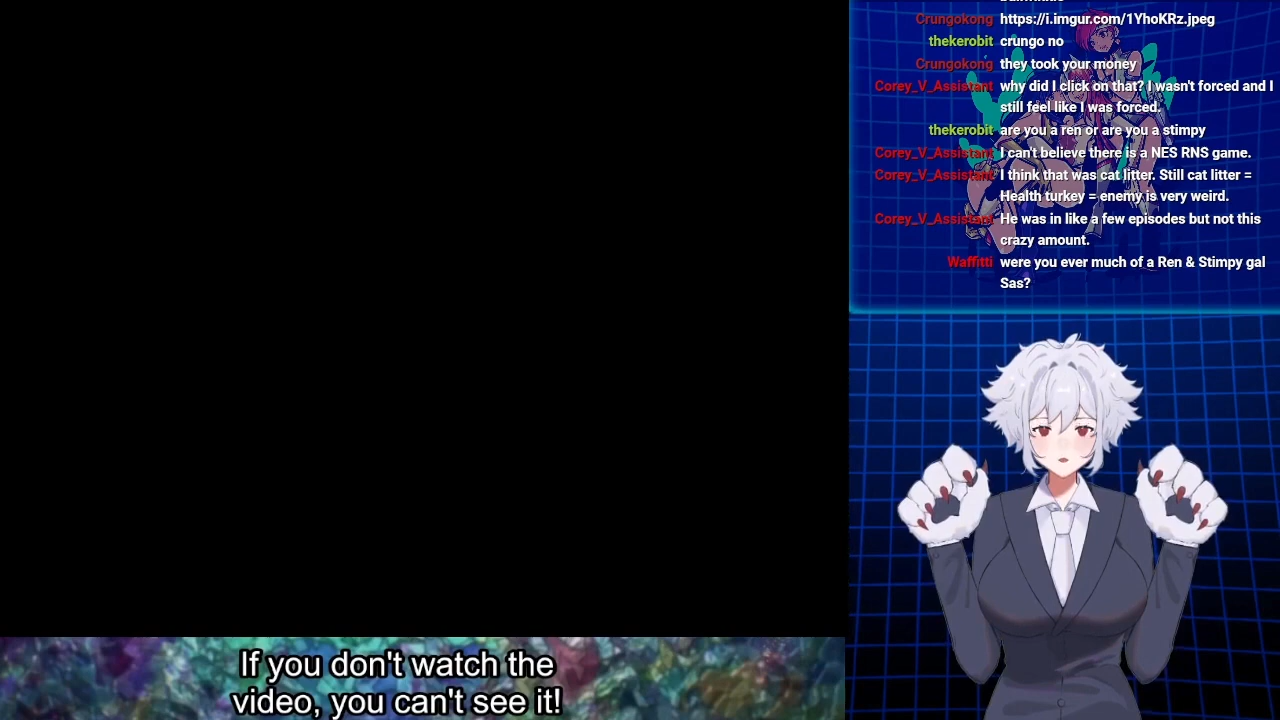 Crungokong https://i.imgur.com/1YhoKRz.jpeg
thekerobit crungo no
Crungokong they took your money
Corey_V_Assistant why did I click on that? I wasn't forced and I
still feel like I was forced.
thekerobit are you a ren or are you a stimpy
Corey_V_Assistant I can't believe there is a NES RNS game.
Corey_V_Assistant I think that was cat litter. Still cat litter =
Health turkey = enemy is very weird.
Corey_V_Assistant He was in like a few episodes but not this
crazy amount.
Waffitti were you ever much of a Ren & Stimpy gal
Sas?
If you don't watch the
video, you can't see it!